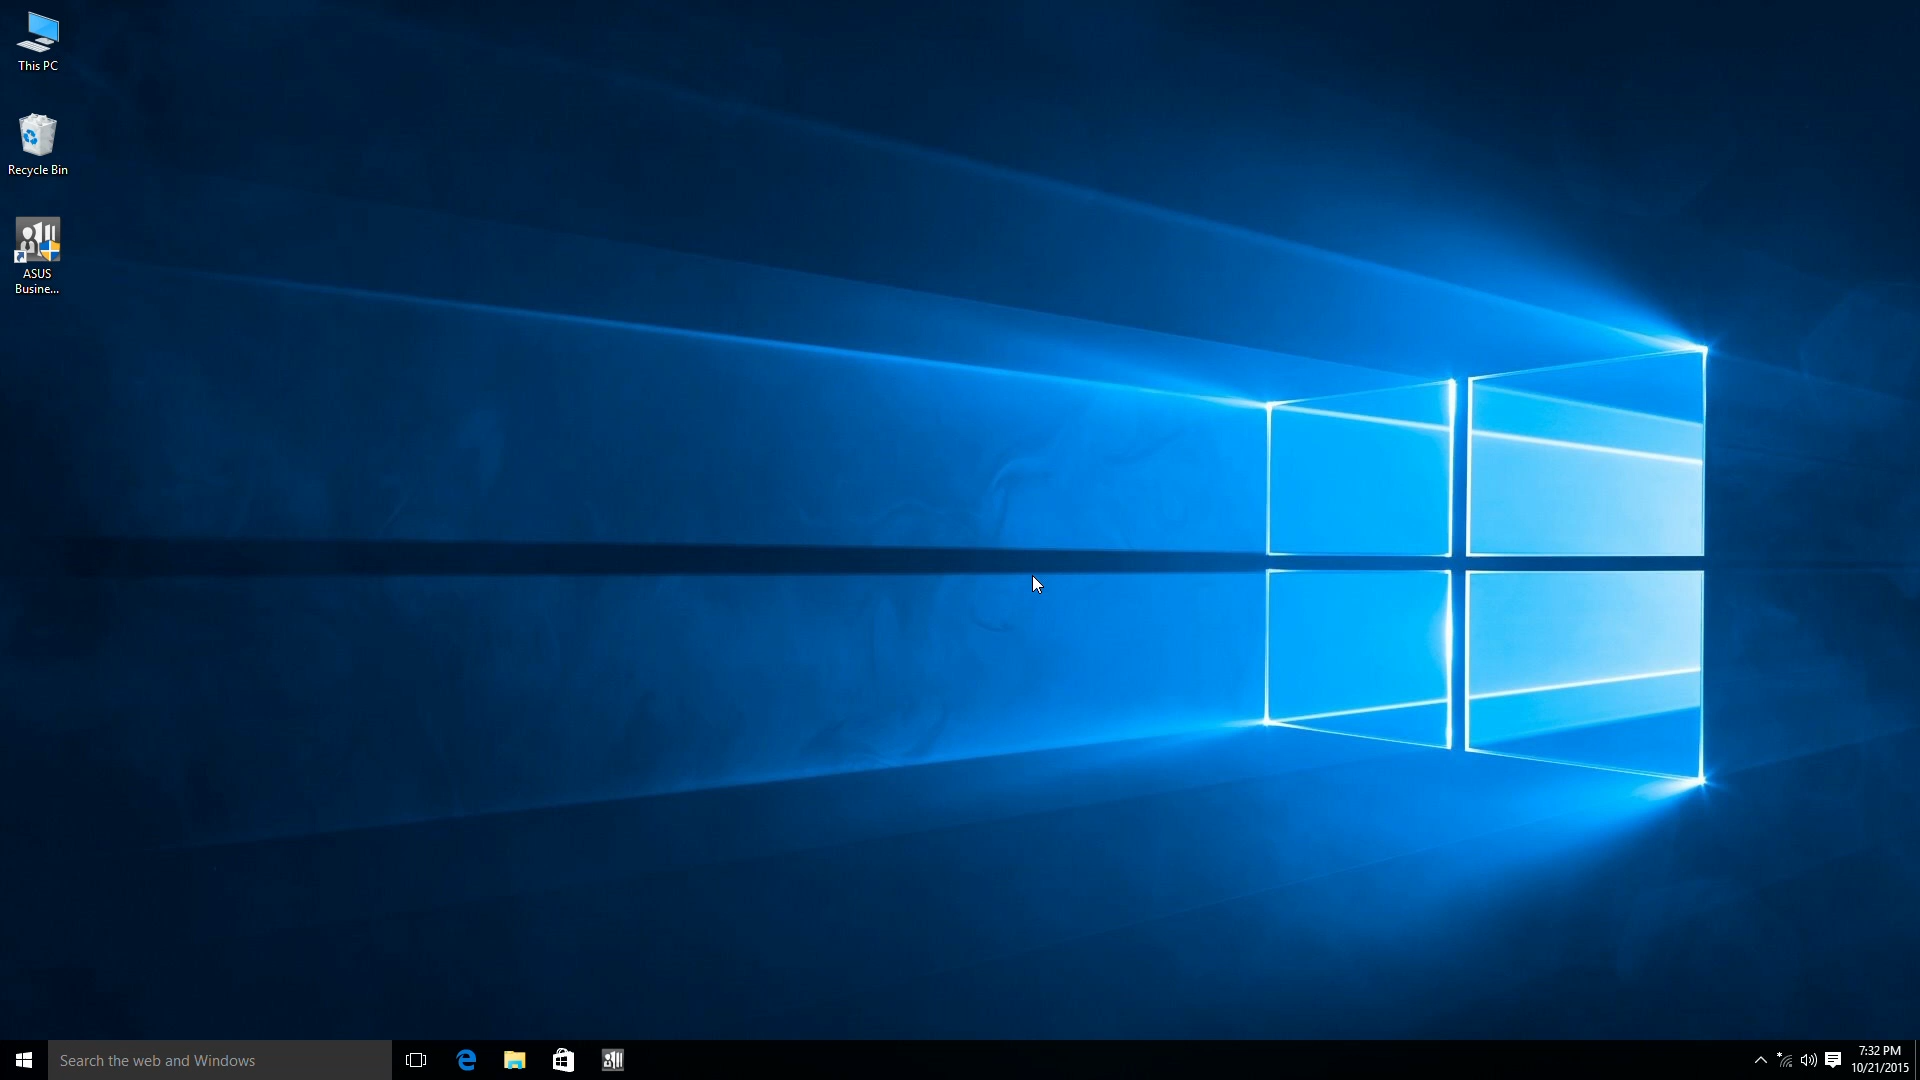 This PC
Recycle Bin
ASUS
Busine...
Search the web and Windows
7:32 PM
10/21/2015